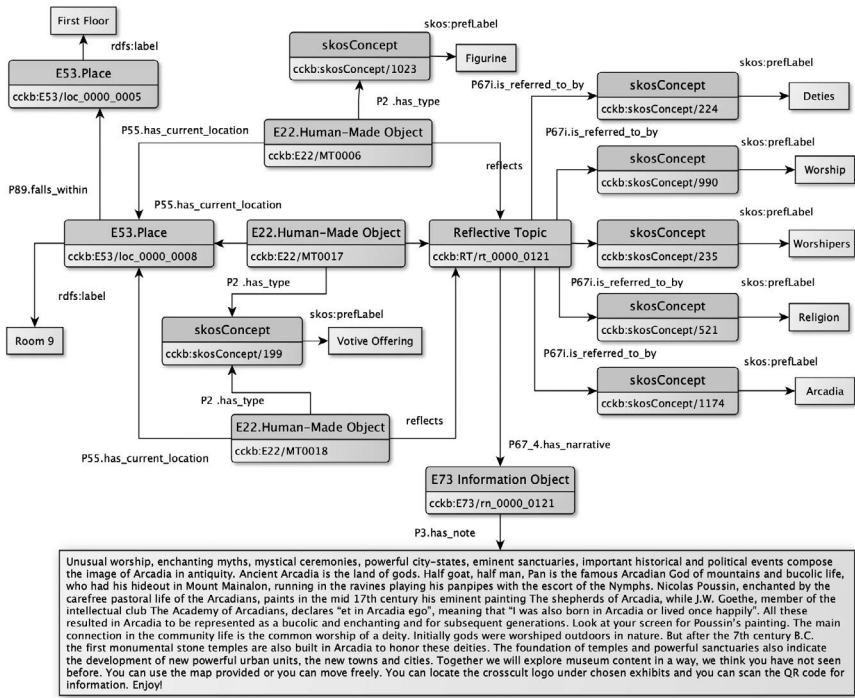 First Floor
rdfs:label
E53.Place
cckb:E53/loc_0000_0005
skosConcept
cckb:skosConcept/1023
skos:prefLabel
Figurine
P2 .has_type
P55.has_current_location
E22.Human-Made Object
cckb:E22/MT0006
reflects
P67i.is_referred_to_by
skosConcept
cckb:skosConcept/224
skos:prefLabel
Deties
P67i.is_referred_to_by
skosConcept
cckb:skosConcept/990
skos:prefLabel
Worship
P89.falls_within
P55.has_current_location
E53.Place
cckb:E53/loc_0000_0008
E22.Human-Made Object
cckb:E22/MT0017
Reflective Topic
cckb:RT/rt_0000_0121
skosConcept
cckb:skosConcept/235
skos:prefLabel
Worshipers
rdfs:label
Room 9
P2 .has_type
skosConcept
cckb:skosConcept/199
skos:prefLabel
Votive Offering
P67i.is_referred_to_by
skosConcept
cckb:skosConcept/521
skos:prefLabel
Religion
P67i.is_referred_to_by
skosConcept
cckb:skosConcept/1174
skos:prefLabel
Arcadia
P2 .has_type
E22.Human-Made Object
cckb:E22/MT0018
reflects
P55.has_current_location
P67_4.has_narrative
E73 Information Object
cckb:E73/rn_0000_0121
P3.has_note
Unusual worship, enchanting myths, mystical ceremonies, powerful city-states, eminent sanctuaries, important historical and political events compose
the image of Arcadia in antiquity. Ancient Arcadia is the land of gods. Half goat, half man, Pan is the famous Arcadian God of mountains and bucolic life,
who had his hideout in Mount Mainalon, running in the ravines playing his panpipes with the escort of the Nymphs. Nicolas Poussin, enchanted by the
carefree pastoral life of the Arcadians, paints in the mid 17th century his eminent painting The shepherds of Arcadia, while J.W. Goethe, member of the
intellectual club The Academy of Arcadians, declares “et in Arcadia ego”, meaning that “I was also born in Arcadia or lived once happily”. All these
resulted in Arcadia to be represented as a bucolic and enchanting and for subsequent generations. Look at your screen for Poussin's painting. The main
connection in the community life is the common worship of a deity. Initially gods were worshiped outdoors in nature. But after the 7th century B.C.
the first monumental stone temples are also built in Arcadia to honor these deities. The foundation of temples and powerful sanctuaries also indicate
the development of new powerful urban units, the new towns and cities. Together we will explore museum content in a way, we think you have not seen
before. You can use the map provided or you can move freely. You can locate the crosscult logo under chosen exhibits and you can scan the QR code for
information. Enjoy!